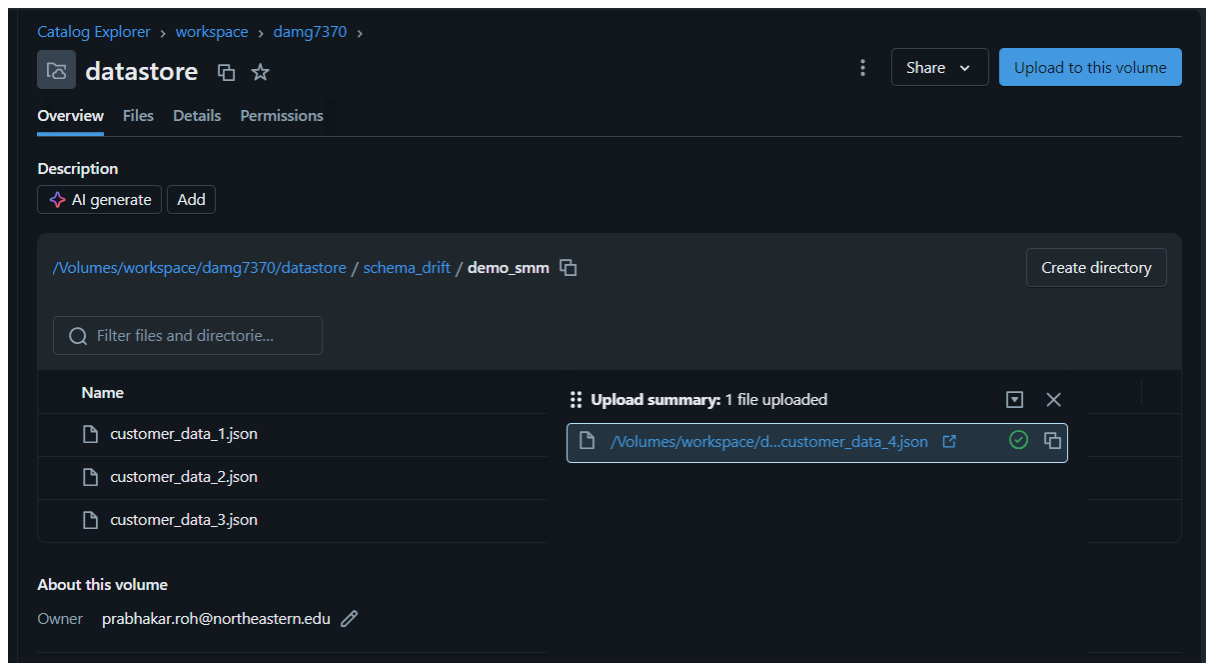 Catalog Explorer › workspace › damg7370 ›
datastore
Share
Upload to this volume
Overview Files Details Permissions
Description
AI generate Add
/Volumes/workspace/damg7370/datastore / schema_drift / demo_smm
Create directory
Filter files and directorie...
Name
customer_data_1.json
customer_data_2.json
customer_data_3.json
Upload summary: 1 file uploaded
/Volumes/workspace/d...customer_data_4.json
About this volume
Owner prabhakar.roh@northeastern.edu